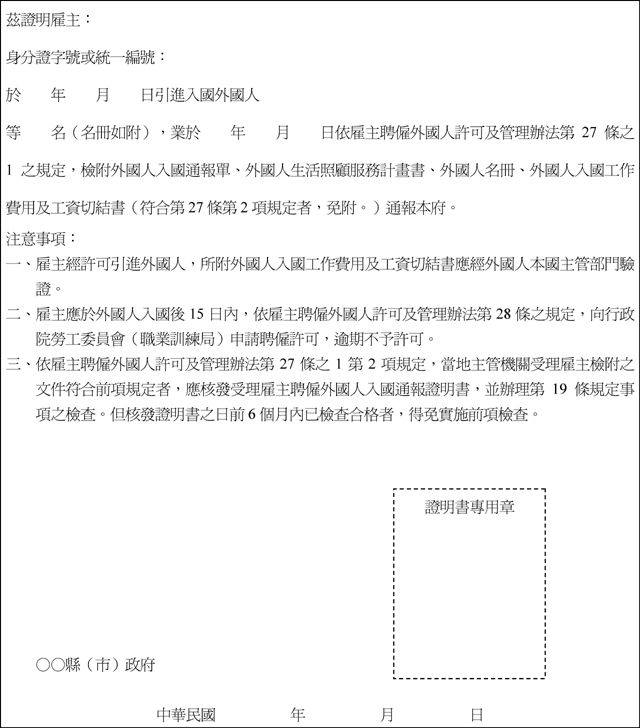 茲證明雇主：
身分證字號或統一編號：
於　　年　　月　　日引進入國外國人
等　　名（名冊如附），業於　　年　　月　　日依雇主聘僱外國人許可及管理辦法第 27 條之
1 之規定，檢附外國人入國通報單、外國人生活照顧服務計畫書、外國人名冊、外國人入國工作
費用及工資切結書（符合第 27 條第 2 項規定者，免附。）通報本府。
注意事項：
一、雇主經許可引進外國人，所附外國人入國工作費用及工資切結書應經外國人本國主管部門驗
證。
二、雇主應於外國人入國後 15 日內，依雇主聘僱外國人許可及管理辦法第 28 條之規定，向行政
院勞工委員會（職業訓練局）申請聘僱許可，逾期不予許可。
三、依雇主聘僱外國人許可及管理辦法第 27 條之 1 第 2 項規定，當地主管機關受理雇主檢附之
文件符合前項規定者，應核發受理雇主聘僱外國人入國通報證明書，並辦理第 19 條規定事
項之檢查。但核發證明書之日前 6 個月內已檢查合格者，得免實施前項檢查。
證明書專用章
○○縣（市）政府
中華民國　　　　　年　　　　　月　　　　　日